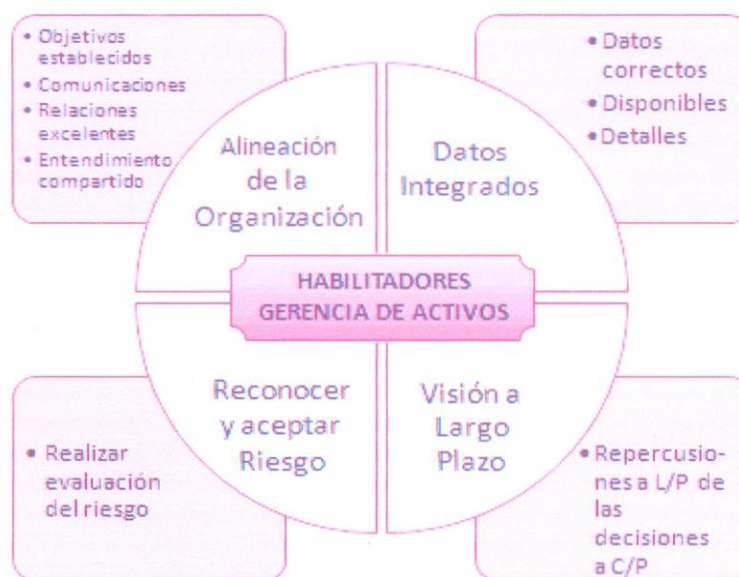 • Objetivos
establecidos
• Comunicaciones
• Relaciones
excelentes
• Entendimiento
compartido
• Datos
correctos
• Disponibles
• Detalles
Alineación
de la
Organización
Datos
Integrados
HABILITADORES
GERENCIA DE ACTIVOS
Reconocer
y aceptar
Riesgo
Visión a
Largo
Plazo
• Realizar
evaluación
del riesgo
• Repercusio-
nes a L/P de
las
decisiones
a C/P